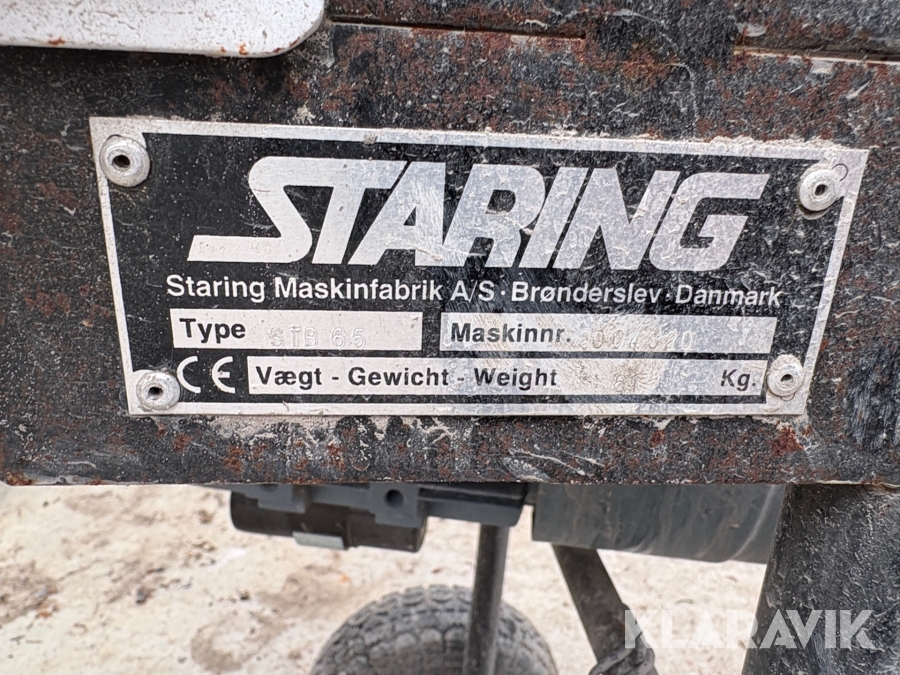 STARING
Staring Maskinfabrik A/S · Brønderslev · Danmark
Type STB 65
Maskinnr.
CE Vægt - Gewicht - Weight Kg.
KLARAVIK